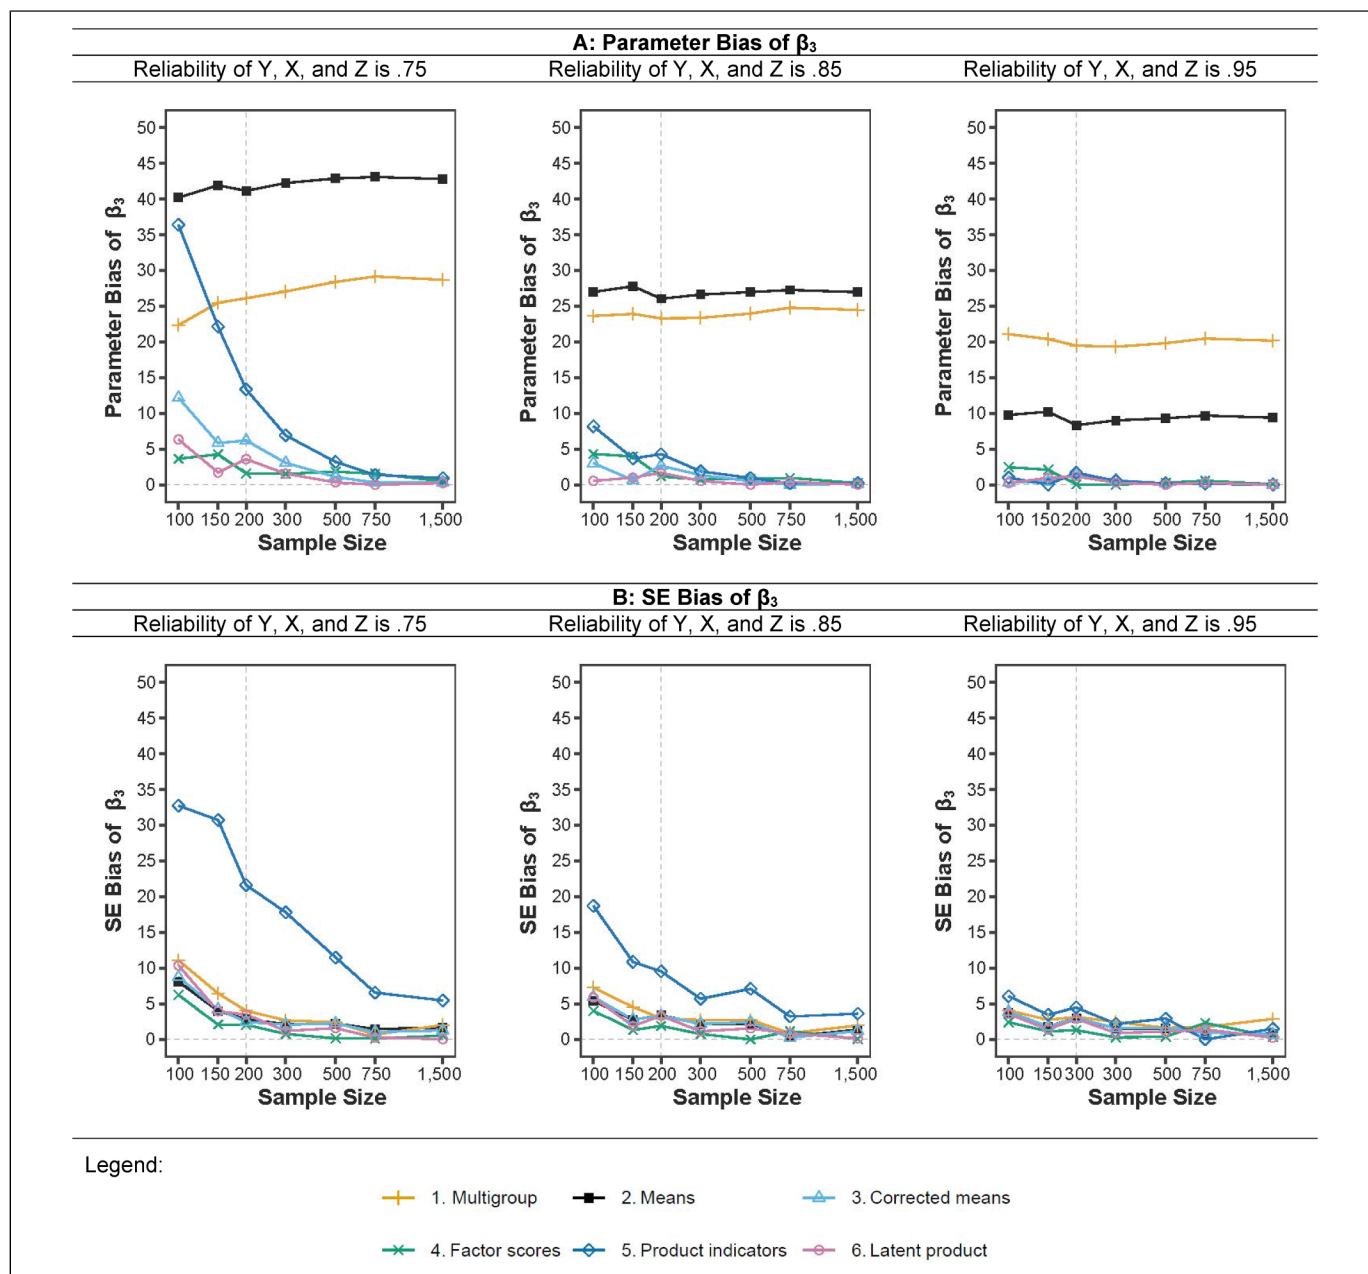 A: Parameter Bias of β₃
Reliability of Y, X, and Z is .75
Reliability of Y, X, and Z is .85
Reliability of Y, X, and Z is .95
Parameter Bias of β₃
50
45
40
35
30
25
20
15
10
5
0
100 150 200 300 500 750 1,500
Sample Size
Parameter Bias of β₃
50
45
40
35
30
25
20
15
10
5
0
100 150 200 300 500 750 1,500
Sample Size
Parameter Bias of β₃
50
45
40
35
30
25
20
15
10
5
0
100 150 200 300 500 750 1,500
Sample Size
B: SE Bias of β₃
Reliability of Y, X, and Z is .75
Reliability of Y, X, and Z is .85
Reliability of Y, X, and Z is .95
SE Bias of β₃
50
45
40
35
30
25
20
15
10
5
0
100 150 200 300 500 750 1,500
Sample Size
SE Bias of β₃
50
45
40
35
30
25
20
15
10
5
0
100 150 200 300 500 750 1,500
Sample Size
SE Bias of β₃
50
45
40
35
30
25
20
15
10
5
0
100 150 300 300 500 750 1,500
Sample Size
Legend:
1. Multigroup 2. Means 3. Corrected means
4. Factor scores 5. Product indicators 6. Latent product